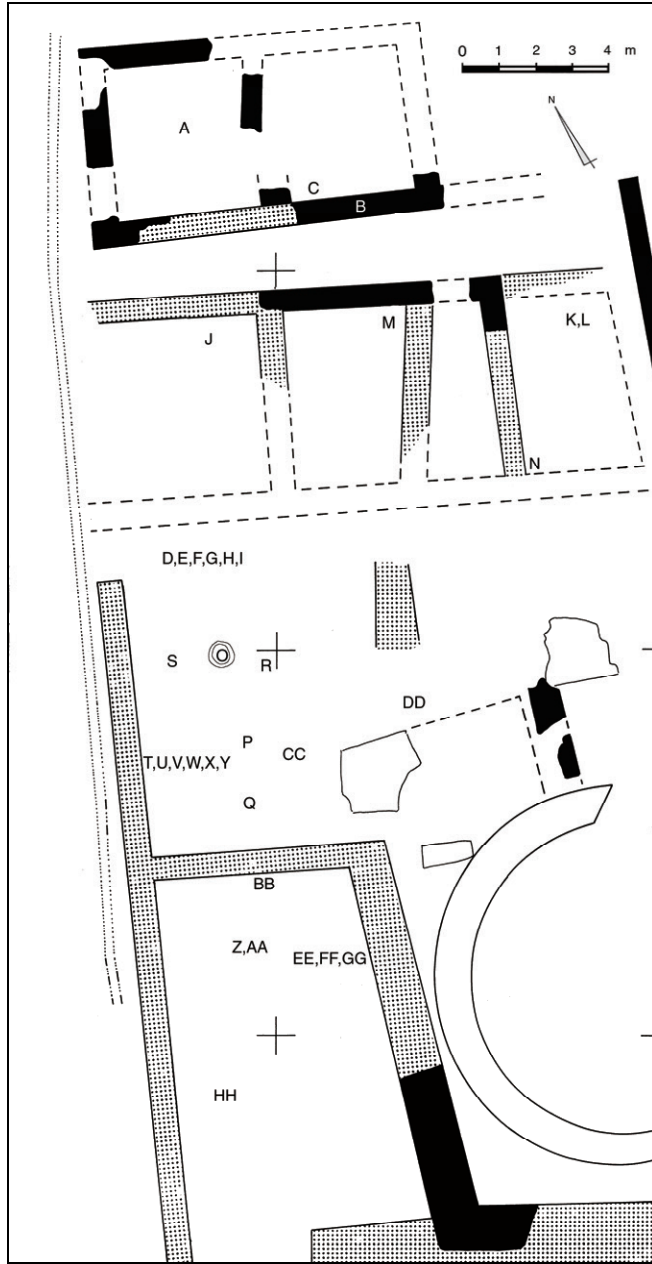 0 1 2 3 4 m
N
A
C
B
J
M
K,L
N
D,E,F,G,H,I
S
O
R
DD
P
CC
T,U,V,W,X,Y
Q
BB
Z,AA
EE,FF,GG
HH